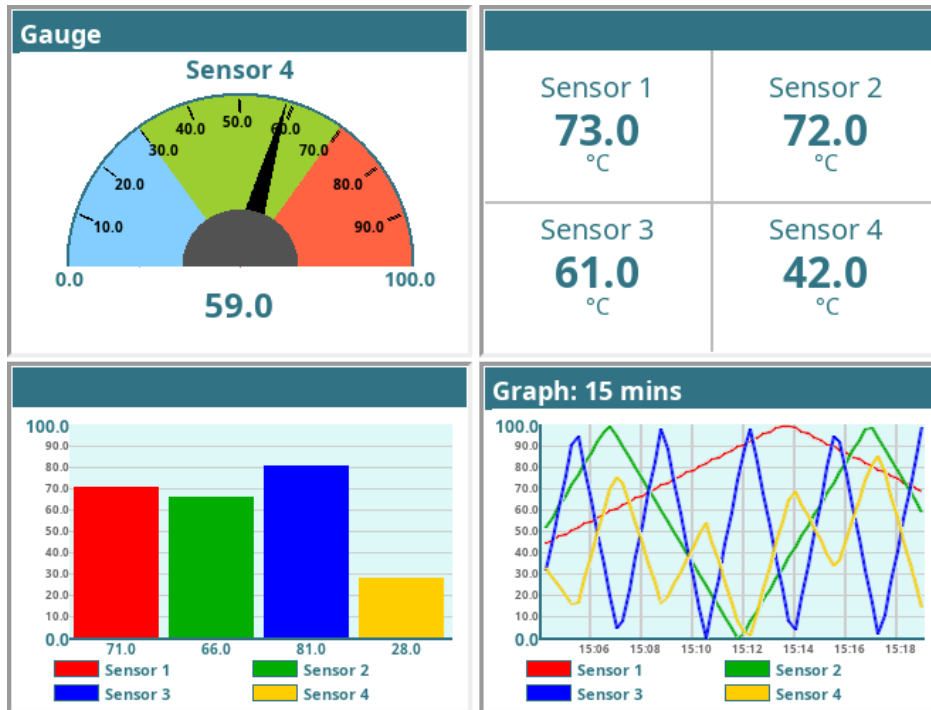 Gauge
Sensor 4
10.0
20.0
30.0
40.0
50.0
60.0
70.0
80.0
90.0
0.0
100.0
59.0
Sensor 1
73.0
°C
Sensor 2
72.0
°C
Sensor 3
61.0
°C
Sensor 4
42.0
°C
100.0
90.0
80.0
70.0
60.0
50.0
40.0
30.0
20.0
10.0
0.0
71.0 66.0 81.0 28.0
Sensor 1 Sensor 2
Sensor 3 Sensor 4
Graph: 15 mins
100.0
90.0
80.0
70.0
60.0
50.0
40.0
30.0
20.0
10.0
0.0
15:06 15:08 15:10 15:12 15:14 15:16 15:18
Sensor 1 Sensor 2
Sensor 3 Sensor 4